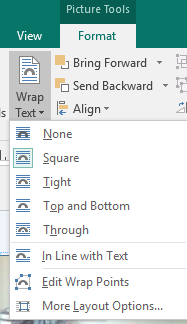 Picture Tools
View Format
Wrap Text
Bring Forward
Send Backward
Align
None
Square
Tight
Top and Bottom
Through
In Line with Text
Edit Wrap Points
More Layout Options...